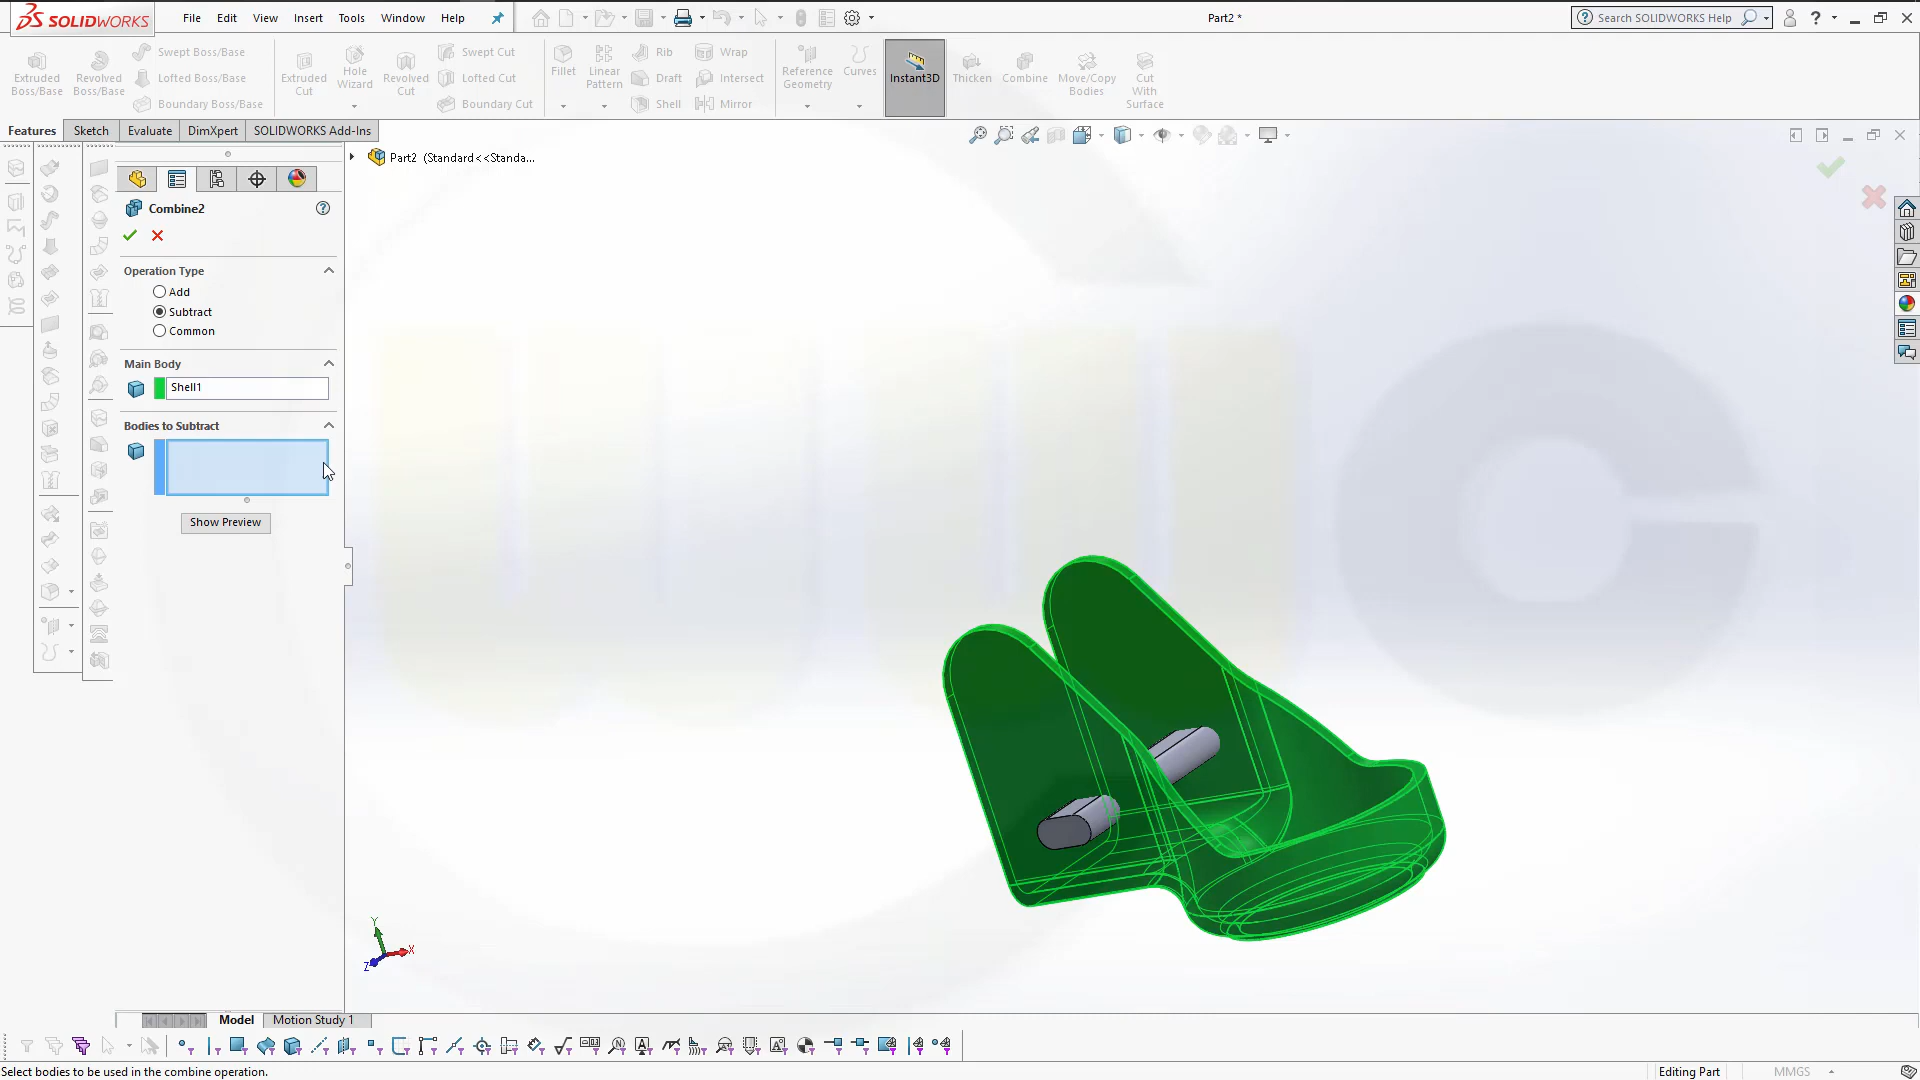 SOLIDWORKS
File Edit View Insert Tools Window Help
Part2 *
Search SOLIDWORKS Help
Extruded Boss/Base
Revolved Boss/Base
Swept Boss/Base
Lofted Boss/Base
Boundary Boss/Base
Extruded Cut
Hole Wizard
Revolved Cut
Swept Cut
Lofted Cut
Boundary Cut
Fillet
Linear Pattern
Rib
Draft
Shell
Wrap
Intersect
Mirror
Reference Geometry
Curves
Instant3D
Thicken
Combine
Move/Copy Bodies
Cut With Surface
Features Sketch Evaluate DimXpert SOLIDWORKS Add-Ins
Part2 (Standard<<Standa...
Combine2
Operation Type
Add
Subtract
Common
Main Body
Shell1
Bodies to Subtract
Show Preview
Y
X
Z
Model Motion Study 1
Select bodies to be used in the combine operation.
Editing Part
MMGS